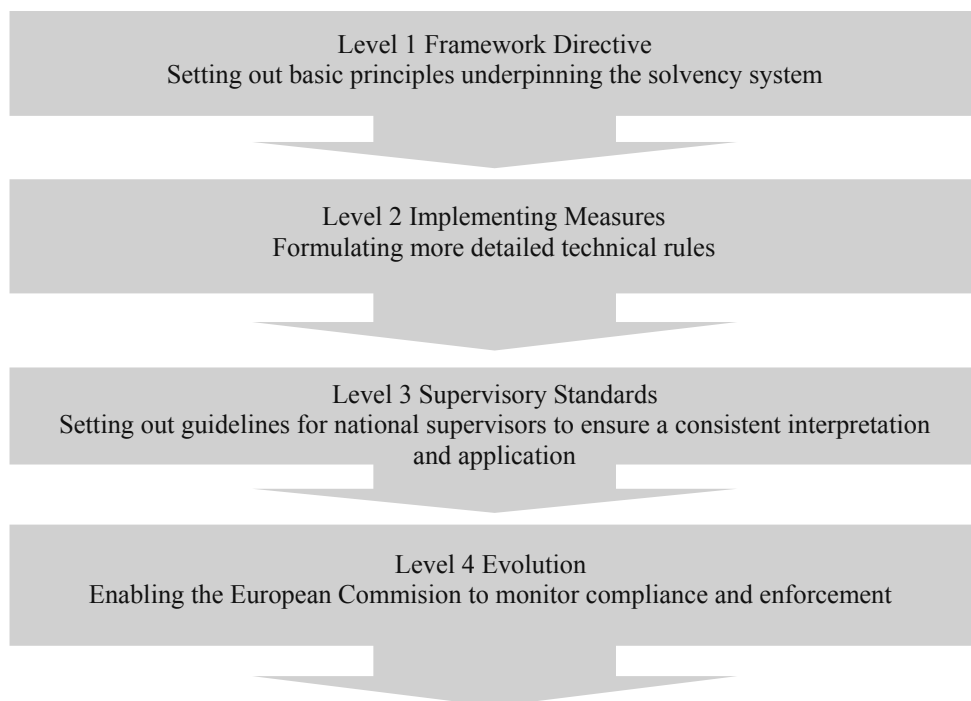 Level 1 Framework Directive
Setting out basic principles underpinning the solvency system
Level 2 Implementing Measures
Formulating more detailed technical rules
Level 3 Supervisory Standards
Setting out guidelines for national supervisors to ensure a consistent interpretation
and application
Level 4 Evolution
Enabling the European Commision to monitor compliance and enforcement